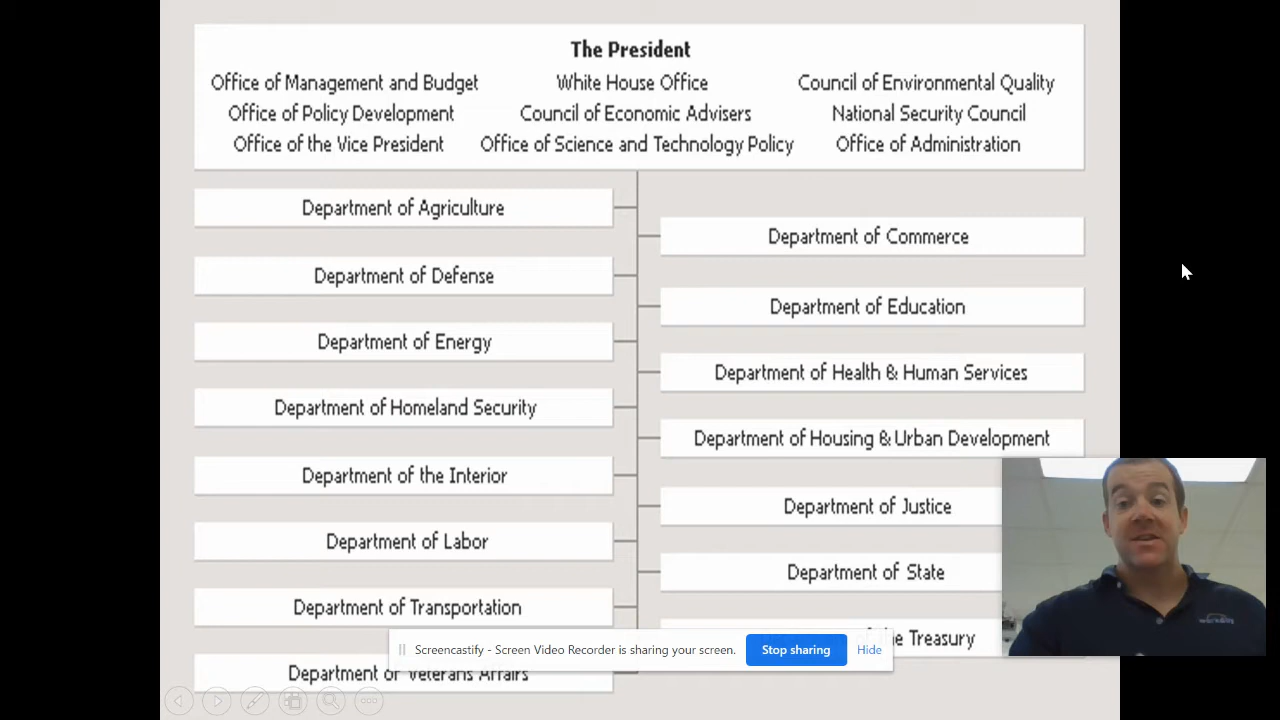 The President
Office of Management and Budget
White House Office
Council of Environmental Quality
Office of Policy Development
Council of Economic Advisers
National Security Council
Office of the Vice President
Office of Science and Technology Policy
Office of Administration
Department of Agriculture
Department of Commerce
Department of Defense
Department of Education
Department of Energy
Department of Health & Human Services
Department of Homeland Security
Department of Housing & Urban Development
Department of the Interior
Department of Justice
Department of Labor
Department of State
Department of Transportation
the Treasury
Screencastify - Screen Video Recorder is sharing your screen.
Stop sharing
Hide
Department of Veterans Affairs